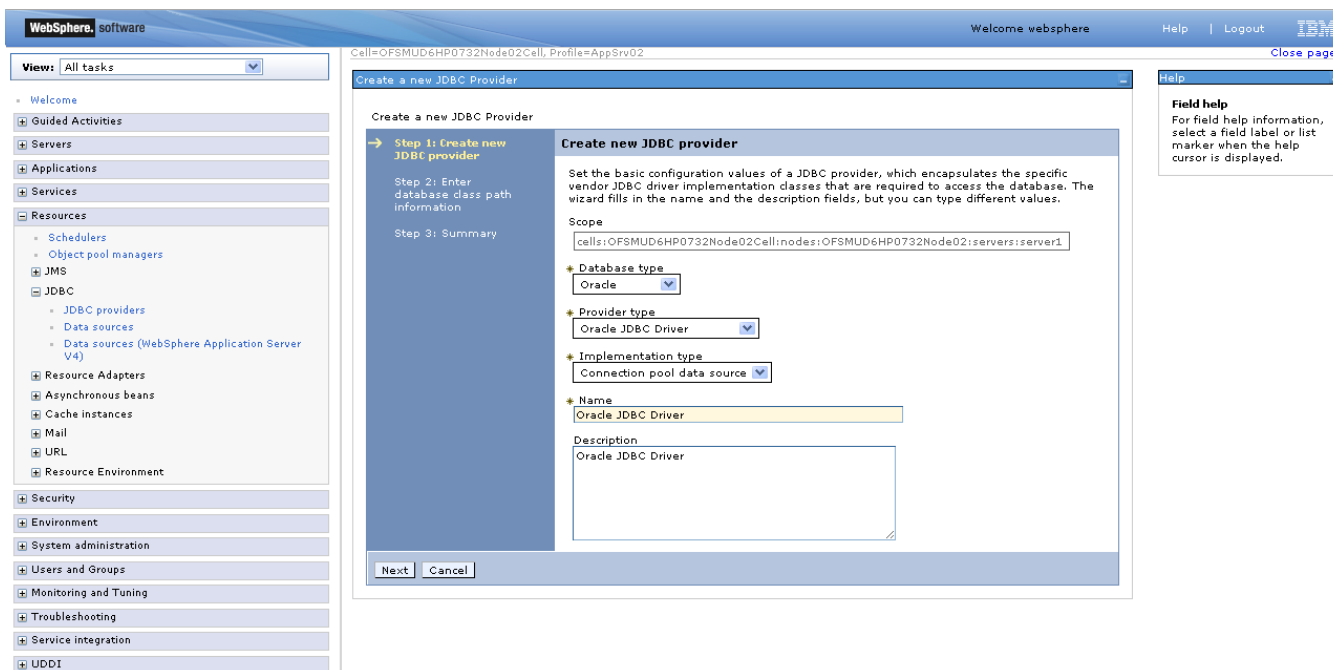 WebSphere. software
Welcome websphere
Help | Logout
IBM
View: All tasks
Cell=OFSMUD6HP0732Node02Cell, Profile=AppSrv02
Close page
Welcome
Guided Activities
Servers
Applications
Services
Resources
Schedulers
Object pool managers
JMS
JDBC
JDBC providers
Data sources
Data sources (WebSphere Application Server
V4)
Resource Adapters
Asynchronous beans
Cache instances
Mail
URL
Resource Environment
Security
Environment
System administration
Users and Groups
Monitoring and Tuning
Troubleshooting
Service integration
UDDI
Create a new JDBC Provider
Create a new JDBC Provider
Step 1: Create new
JDBC provider
Step 2: Enter
database class path
information
Step 3: Summary
Create new JDBC provider
Set the basic configuration values of a JDBC provider, which encapsulates the specific
vendor JDBC driver implementation classes that are required to access the database. The
wizard fills in the name and the description fields, but you can type different values.
Scope
cells:OFSMUD6HP0732Node02Cell:nodes:OFSMUD6HP0732Node02:servers:server1
Database type
Oracle
Provider type
Oracle JDBC Driver
Implementation type
Connection pool data source
Name
Oracle JDBC Driver
Description
Oracle JDBC Driver
Next Cancel
Help
Field help
For field help information,
select a field label or list
marker when the help
cursor is displayed.